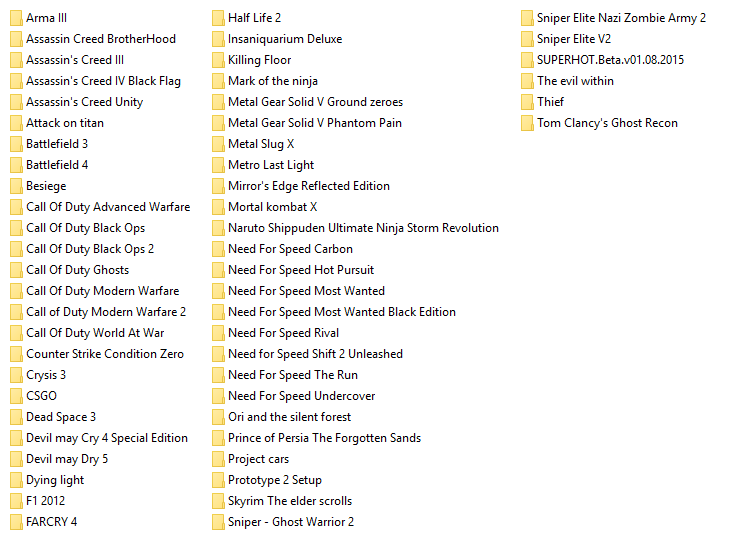 Arma III
Assassin Creed BrotherHood
Assassin's Creed III
Assassin's Creed IV Black Flag
Assassin's Creed Unity
Attack on titan
Battlefield 3
Battlefield 4
Besiege
Call Of Duty Advanced Warfare
Call Of Duty Black Ops
Call Of Duty Black Ops 2
Call Of Duty Ghosts
Call Of Duty Modern Warfare
Call of Duty Modern Warfare 2
Call Of Duty World At War
Counter Strike Condition Zero
Crysis 3
CSGO
Dead Space 3
Devil may Cry 4 Special Edition
Devil may Dry 5
Dying light
F1 2012
FARCRY 4
Half Life 2
Insaniquarium Deluxe
Killing Floor
Mark of the ninja
Metal Gear Solid V Ground zeroes
Metal Gear Solid V Phantom Pain
Metal Slug X
Metro Last Light
Mirror's Edge Reflected Edition
Mortal kombat X
Naruto Shippuden Ultimate Ninja Storm Revolution
Need For Speed Carbon
Need For Speed Hot Pursuit
Need For Speed Most Wanted
Need For Speed Most Wanted Black Edition
Need For Speed Rival
Need for Speed Shift 2 Unleashed
Need For Speed The Run
Need For Speed Undercover
Ori and the silent forest
Prince of Persia The Forgotten Sands
Project cars
Prototype 2 Setup
Skyrim The elder scrolls
Sniper - Ghost Warrior 2
Sniper Elite Nazi Zombie Army 2
Sniper Elite V2
SUPERHOT.Beta.v01.08.2015
The evil within
Thief
Tom Clancy's Ghost Recon